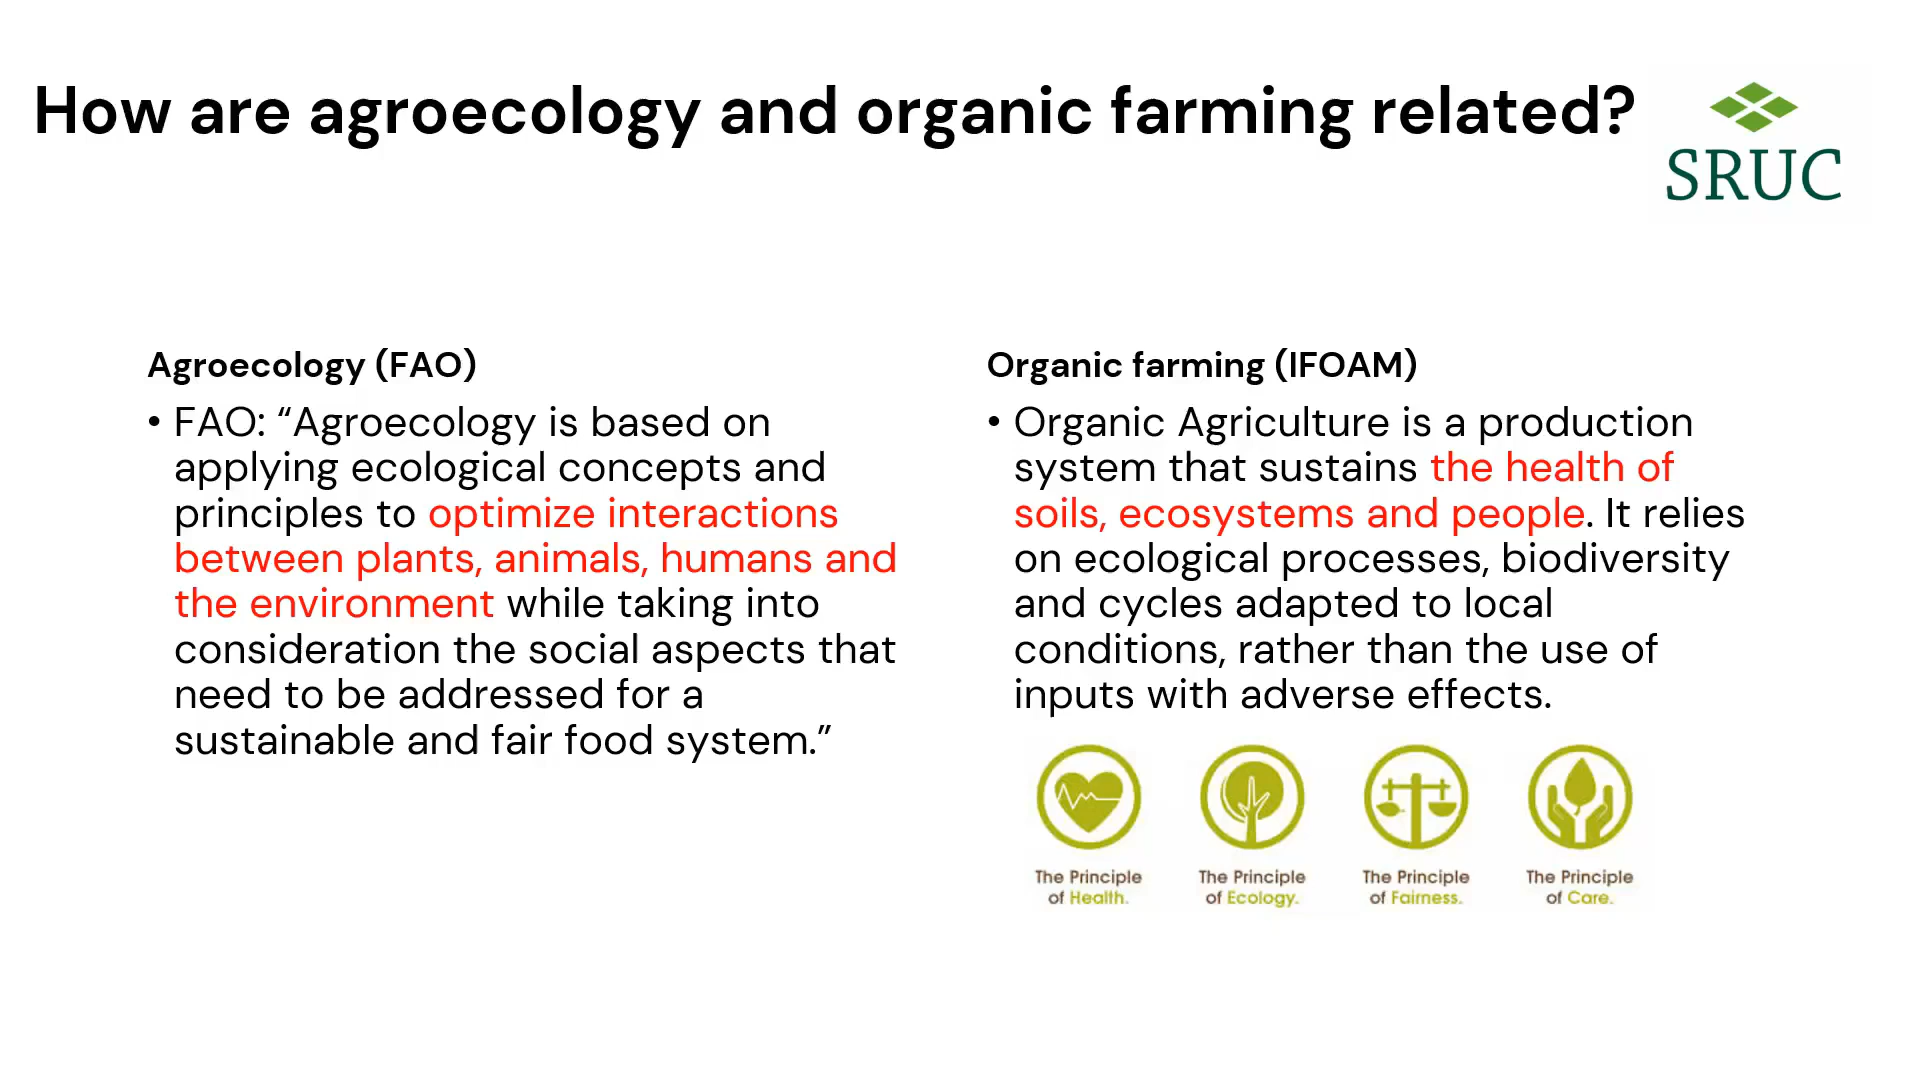 How are agroecology and organic farming related?
SRUC
Agroecology (FAO)
• FAO: “Agroecology is based on
applying ecological concepts and
principles to optimize interactions
between plants, animals, humans and
the environment while taking into
consideration the social aspects that
need to be addressed for a
sustainable and fair food system.”
Organic farming (IFOAM)
• Organic Agriculture is a production
system that sustains the health of
soils, ecosystems and people. It relies
on ecological processes, biodiversity
and cycles adapted to local
conditions, rather than the use of
inputs with adverse effects.
The Principle
of Health.
The Principle
of Ecology.
The Principle
of Fairness.
The Principle
of Care.